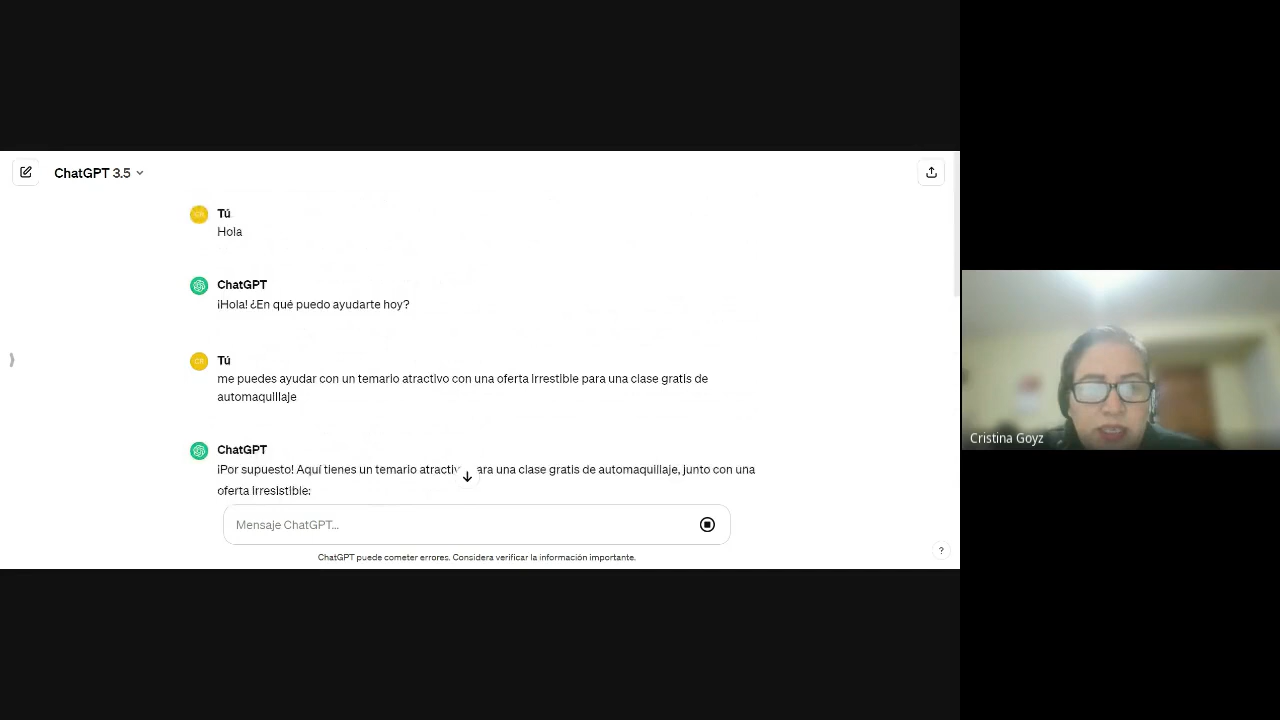 ChatGPT 3.5
Tú
Hola
ChatGPT
¡Hola! ¿En qué puedo ayudarte hoy?
CR
Tú
me puedes ayudar con un temario atractivo con una oferta irrestible para una clase gratis de
automaquillaje
ChatGPT
¡Por supuesto! Aquí tienes un temario para una clase gratis de automaquillaje, junto con una
oferta irresistible:
Mensaje ChatGPT...
ChatGPT puede cometer errores. Considera verificar la información importante.
?
Cristina Goyz